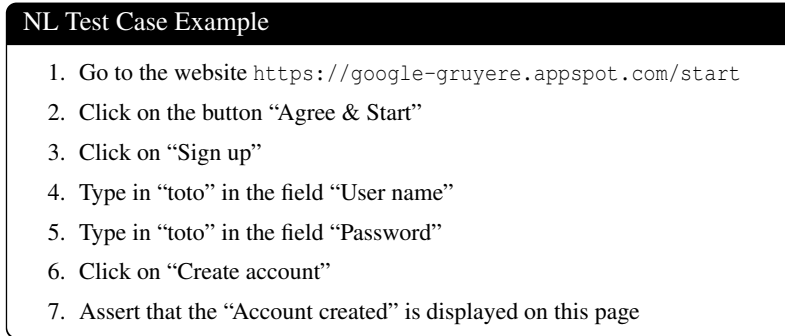 NL Test Case Example
1. Go to the website https://google-gruyere.appspot.com/start
2. Click on the button “Agree & Start”
3. Click on “Sign up”
4. Type in “toto” in the field “User name”
5. Type in “toto” in the field “Password”
6. Click on “Create account”
7. Assert that the “Account created” is displayed on this page